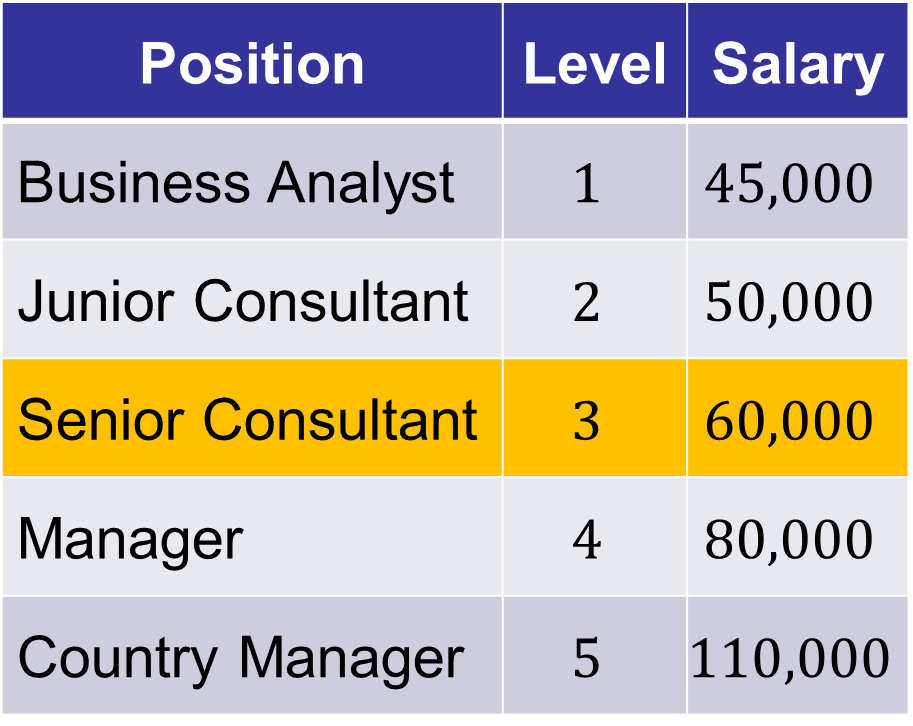 Position Level Salary
Business Analyst 1 45,000
Junior Consultant 2 50,000
Senior Consultant 3 60,000
Manager 4 80,000
Country Manager 5 110,000